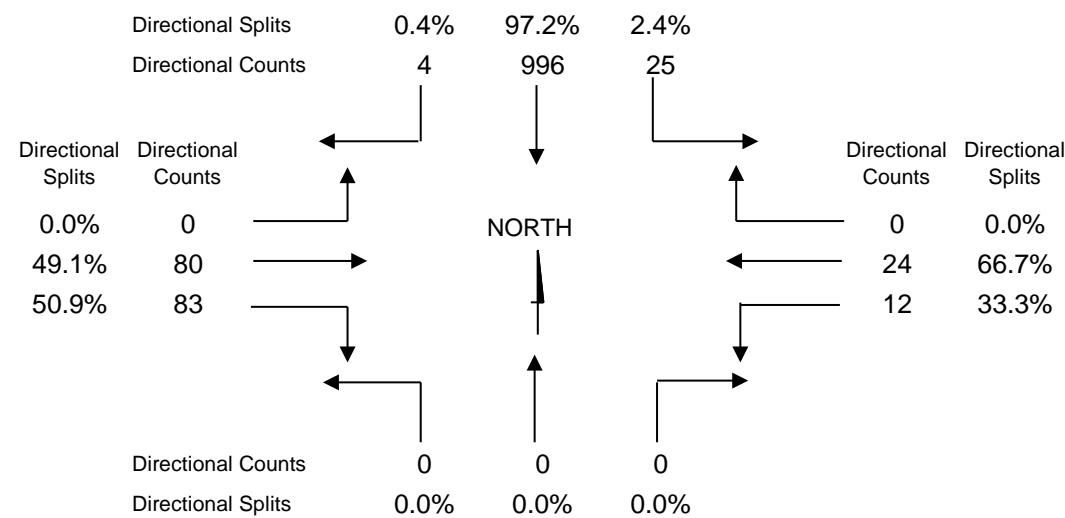 Directional Splits 0.4% 97.2% 2.4%
Directional Counts 4 996 25
Directional Directional Directional Directional
Splits Counts Counts Splits
0.0% 0 NORTH 0 0.0%
49.1% 80 24 66.7%
50.9% 83 12 33.3%
Directional Counts 0 0 0
Directional Splits 0.0% 0.0% 0.0%